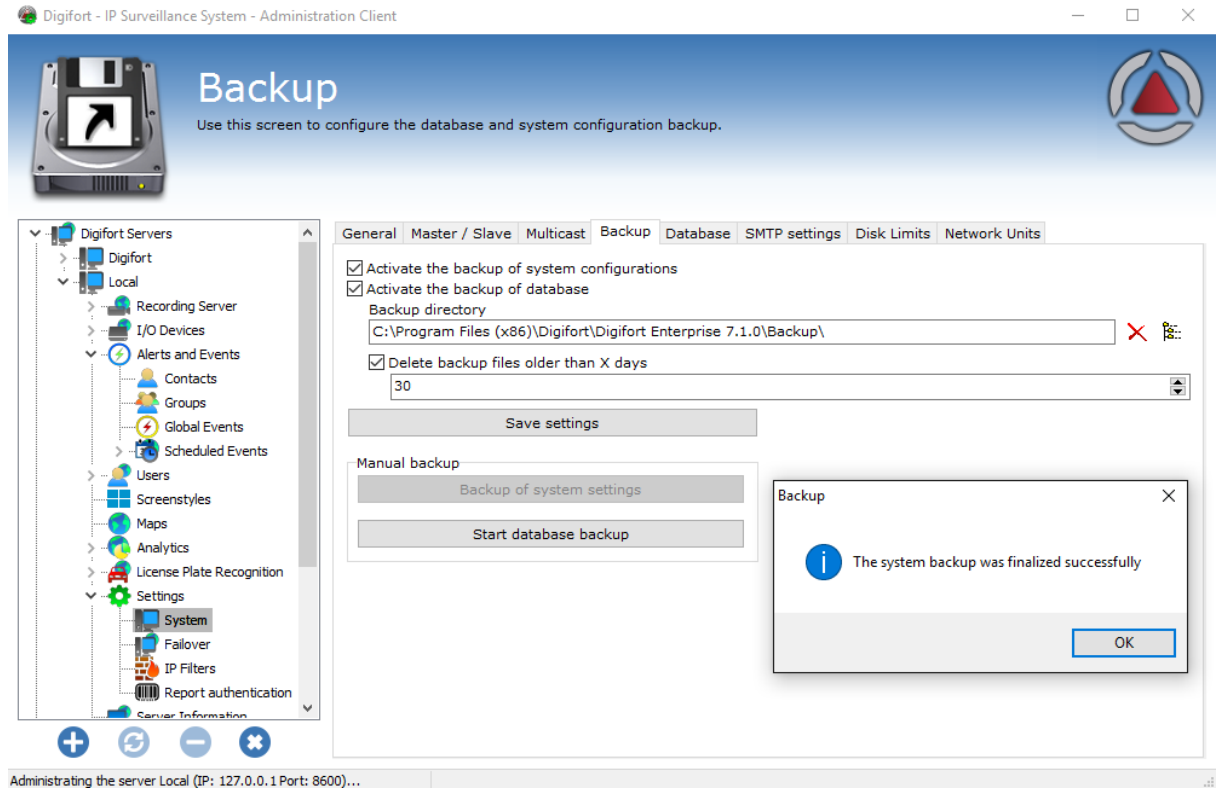 Digifort - IP Surveillance System - Administration Client
Backup
Use this screen to configure the database and system configuration backup.
Digifort Servers
Digifort
Local
Recording Server
I/O Devices
Alerts and Events
Contacts
Groups
Global Events
Scheduled Events
Users
Screenstyles
Maps
Analytics
License Plate Recognition
Settings
System
Failover
IP Filters
Report authentication
Server Information
General Master / Slave Multicast Backup Database SMTP settings Disk Limits Network Units
Activate the backup of system configurations
Activate the backup of database
Backup directory
C:\Program Files (x86)\Digifort\Digifort Enterprise 7.1.0\Backup\
Delete backup files older than X days
30
Save settings
Manual backup
Backup of system settings
Start database backup
Backup
The system backup was finalized successfully
OK
Administrating the server Local (IP: 127.0.0.1 Port: 8600)...